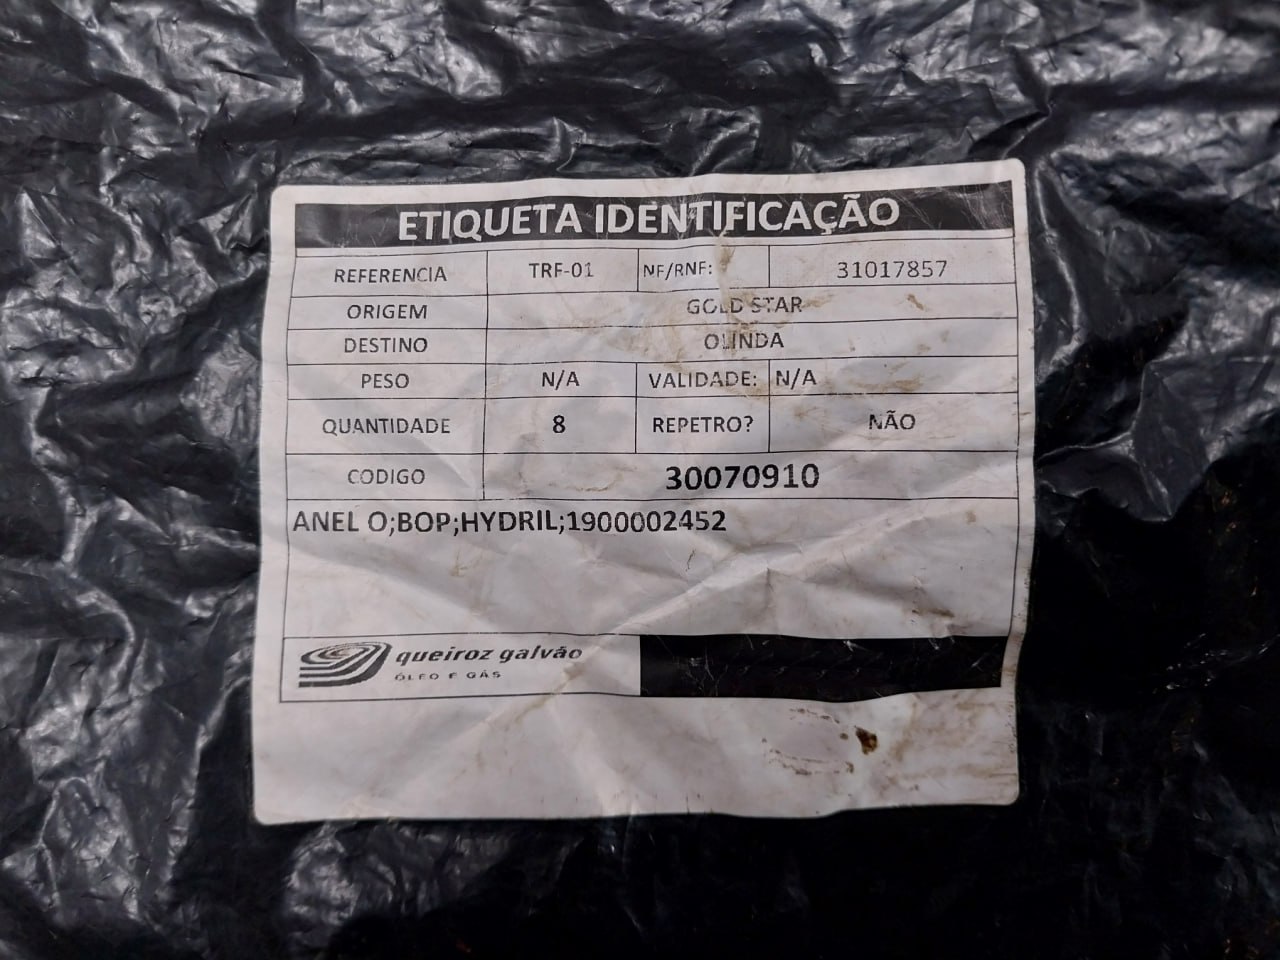 ETIQUETA IDENTIFICAÇÃO
REFERENCIA TRF-01 NF/RNF: 31017857
ORIGEM GOLD STAR
DESTINO OLINDA
PESO N/A VALIDADE: N/A
QUANTIDADE 8 REPETRO? NÃO
CODIGO 30070910
ANEL O;BOP;HYDRIL;1900002452
queiroz galvão
ÓLEO E GÁS